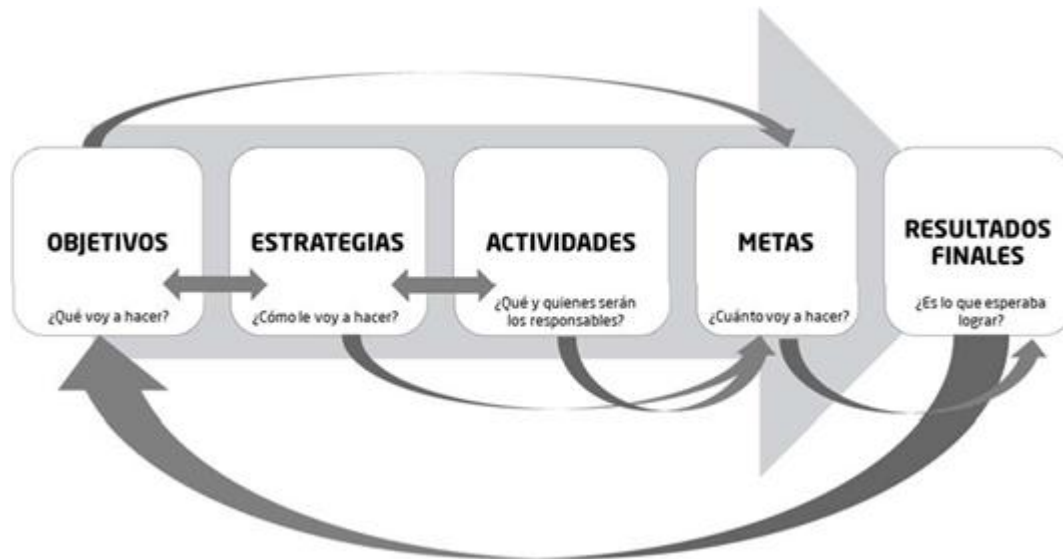 OBJETIVOS
¿Qué voy a hacer?
ESTRATEGIAS
¿Cómo le voy a hacer?
ACTIVIDADES
¿Qué y quienes serán
los responsables?
METAS
¿Cuánto voy a hacer?
RESULTADOS
FINALES
¿Es lo que esperaba
lograr?